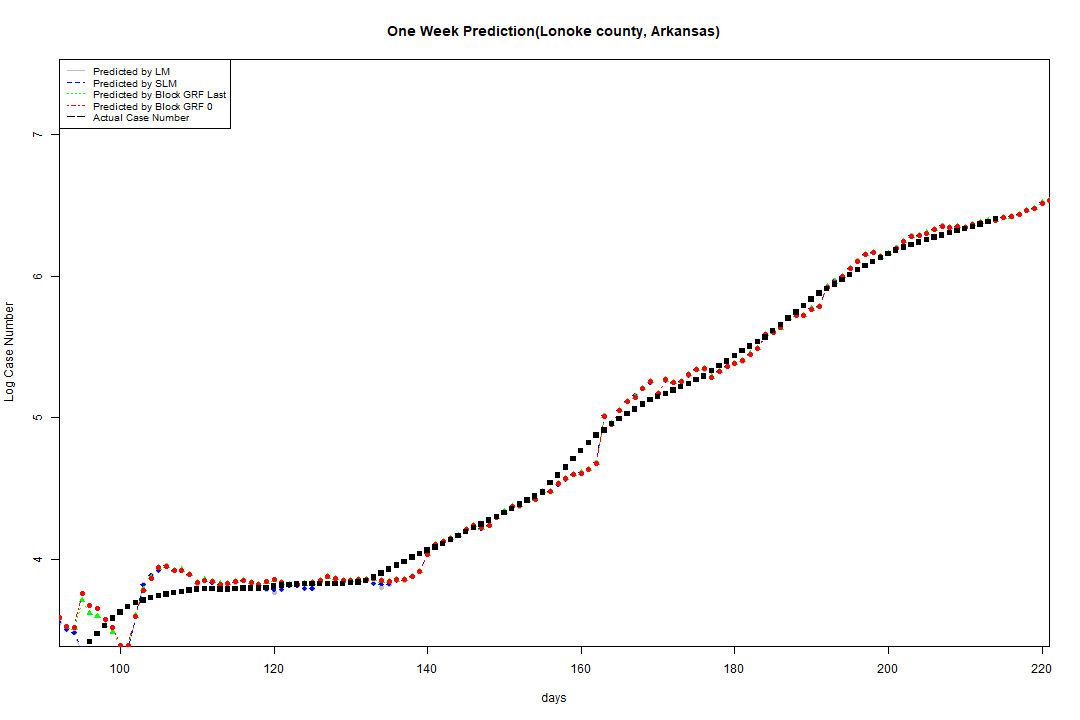 One Week Prediction(Lonoke county, Arkansas)
Predicted by LM
Predicted by SLM
Predicted by Block GRF Last
Predicted by Block GRF 0
Actual Case Number
7
6
5
4
Log Case Number
100 120 140 160 180 200 220
days